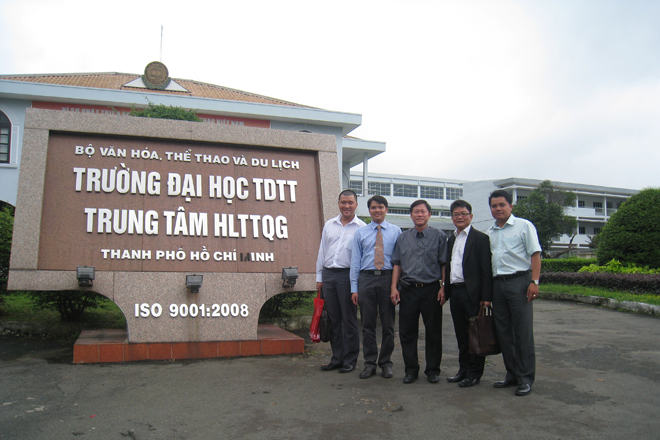 BỘ VĂN HÓA, THỂ THAO VÀ DU LỊCH
TRƯỜNG ĐẠI HỌC TDTT
TRUNG TÂM HLTTQG
THÀNH PHỐ HỒ CHÍ MINH
ISO 9001:2008